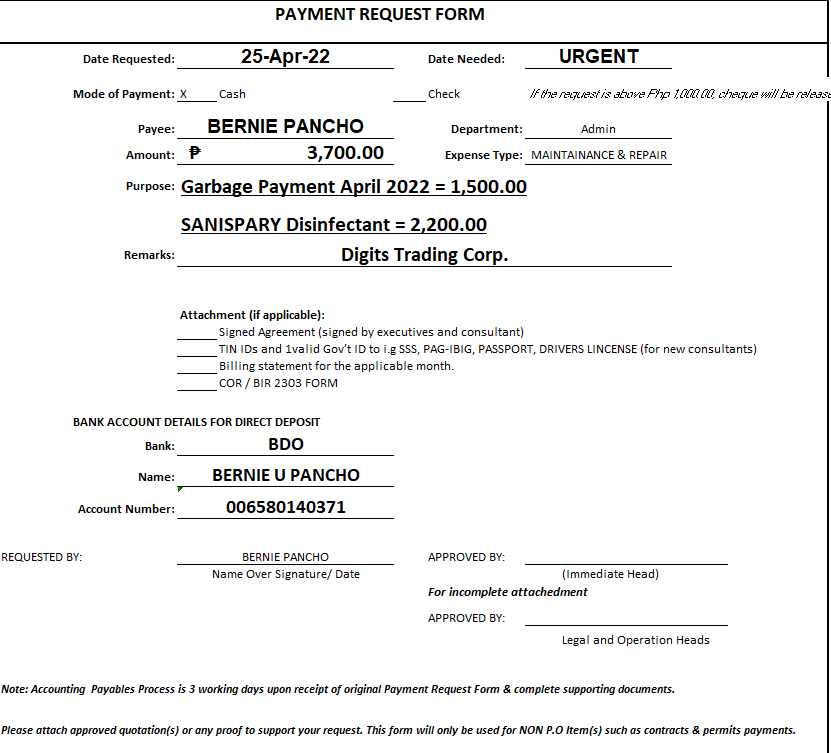 PAYMENT REQUEST FORM
Date Requested: 25-Apr-22 Date Needed: URGENT
Mode of Payment: X Cash Check If the request is above Php 1,000.00, cheque will be release
Payee: BERNIE PANCHO Department: Admin
Amount: ₱ 3,700.00 Expense Type: MAINTAINANCE & REPAIR
Purpose: Garbage Payment April 2022 = 1,500.00
SANISPARY Disinfectant = 2,200.00
Remarks: Digits Trading Corp.
Attachment (if applicable):
Signed Agreement (signed by executives and consultant)
TIN IDs and 1valid Gov't ID to i.g SSS, PAG-IBIG, PASSPORT, DRIVERS LINCENSE (for new consultants)
Billing statement for the applicable month.
COR / BIR 2303 FORM
BANK ACCOUNT DETAILS FOR DIRECT DEPOSIT
Bank: BDO
Name: BERNIE U PANCHO
Account Number: 006580140371
REQUESTED BY: BERNIE PANCHO APPROVED BY:
Name Over Signature/ Date (Immediate Head)
For incomplete attachedment
APPROVED BY:
Legal and Operation Heads
Note: Accounting Payables Process is 3 working days upon receipt of original Payment Request Form & complete supporting documents.
Please attach approved quotation(s) or any proof to support your request. This form will only be used for NON P.O Item(s) such as contracts & permits payments.